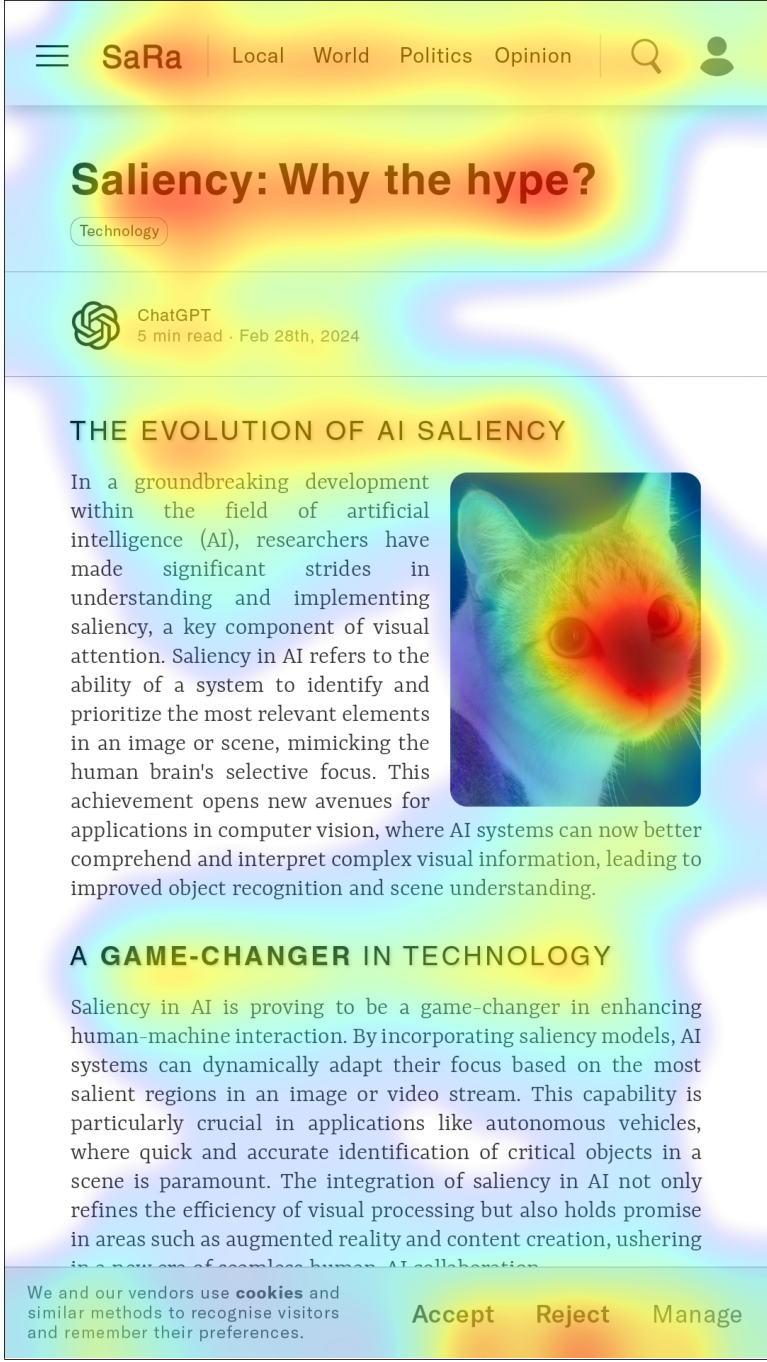 SaRa Local World Politics Opinion
Saliency: Why the hype?
Technology
ChatGPT
5 min read · Feb 28th, 2024
THE EVOLUTION OF AI SALIENCY
In a groundbreaking development
within the field of artificial
intelligence (AI), researchers have
made significant strides in
understanding and implementing
saliency, a key component of visual
attention. Saliency in AI refers to the
ability of a system to identify and
prioritize the most relevant elements
in an image or scene, mimicking the
human brain's selective focus. This
achievement opens new avenues for
applications in computer vision, where AI systems can now better
comprehend and interpret complex visual information, leading to
improved object recognition and scene understanding.
A GAME-CHANGER IN TECHNOLOGY
Saliency in AI is proving to be a game-changer in enhancing
human-machine interaction. By incorporating saliency models, AI
systems can dynamically adapt their focus based on the most
salient regions in an image or video stream. This capability is
particularly crucial in applications like autonomous vehicles,
where quick and accurate identification of critical objects in a
scene is paramount. The integration of saliency in AI not only
refines the efficiency of visual processing but also holds promise
in areas such as augmented reality and content creation, ushering
in a new era of seamless human-AI collaboration.
We and our vendors use cookies and
similar methods to recognise visitors
and remember their preferences.
Accept Reject Manage